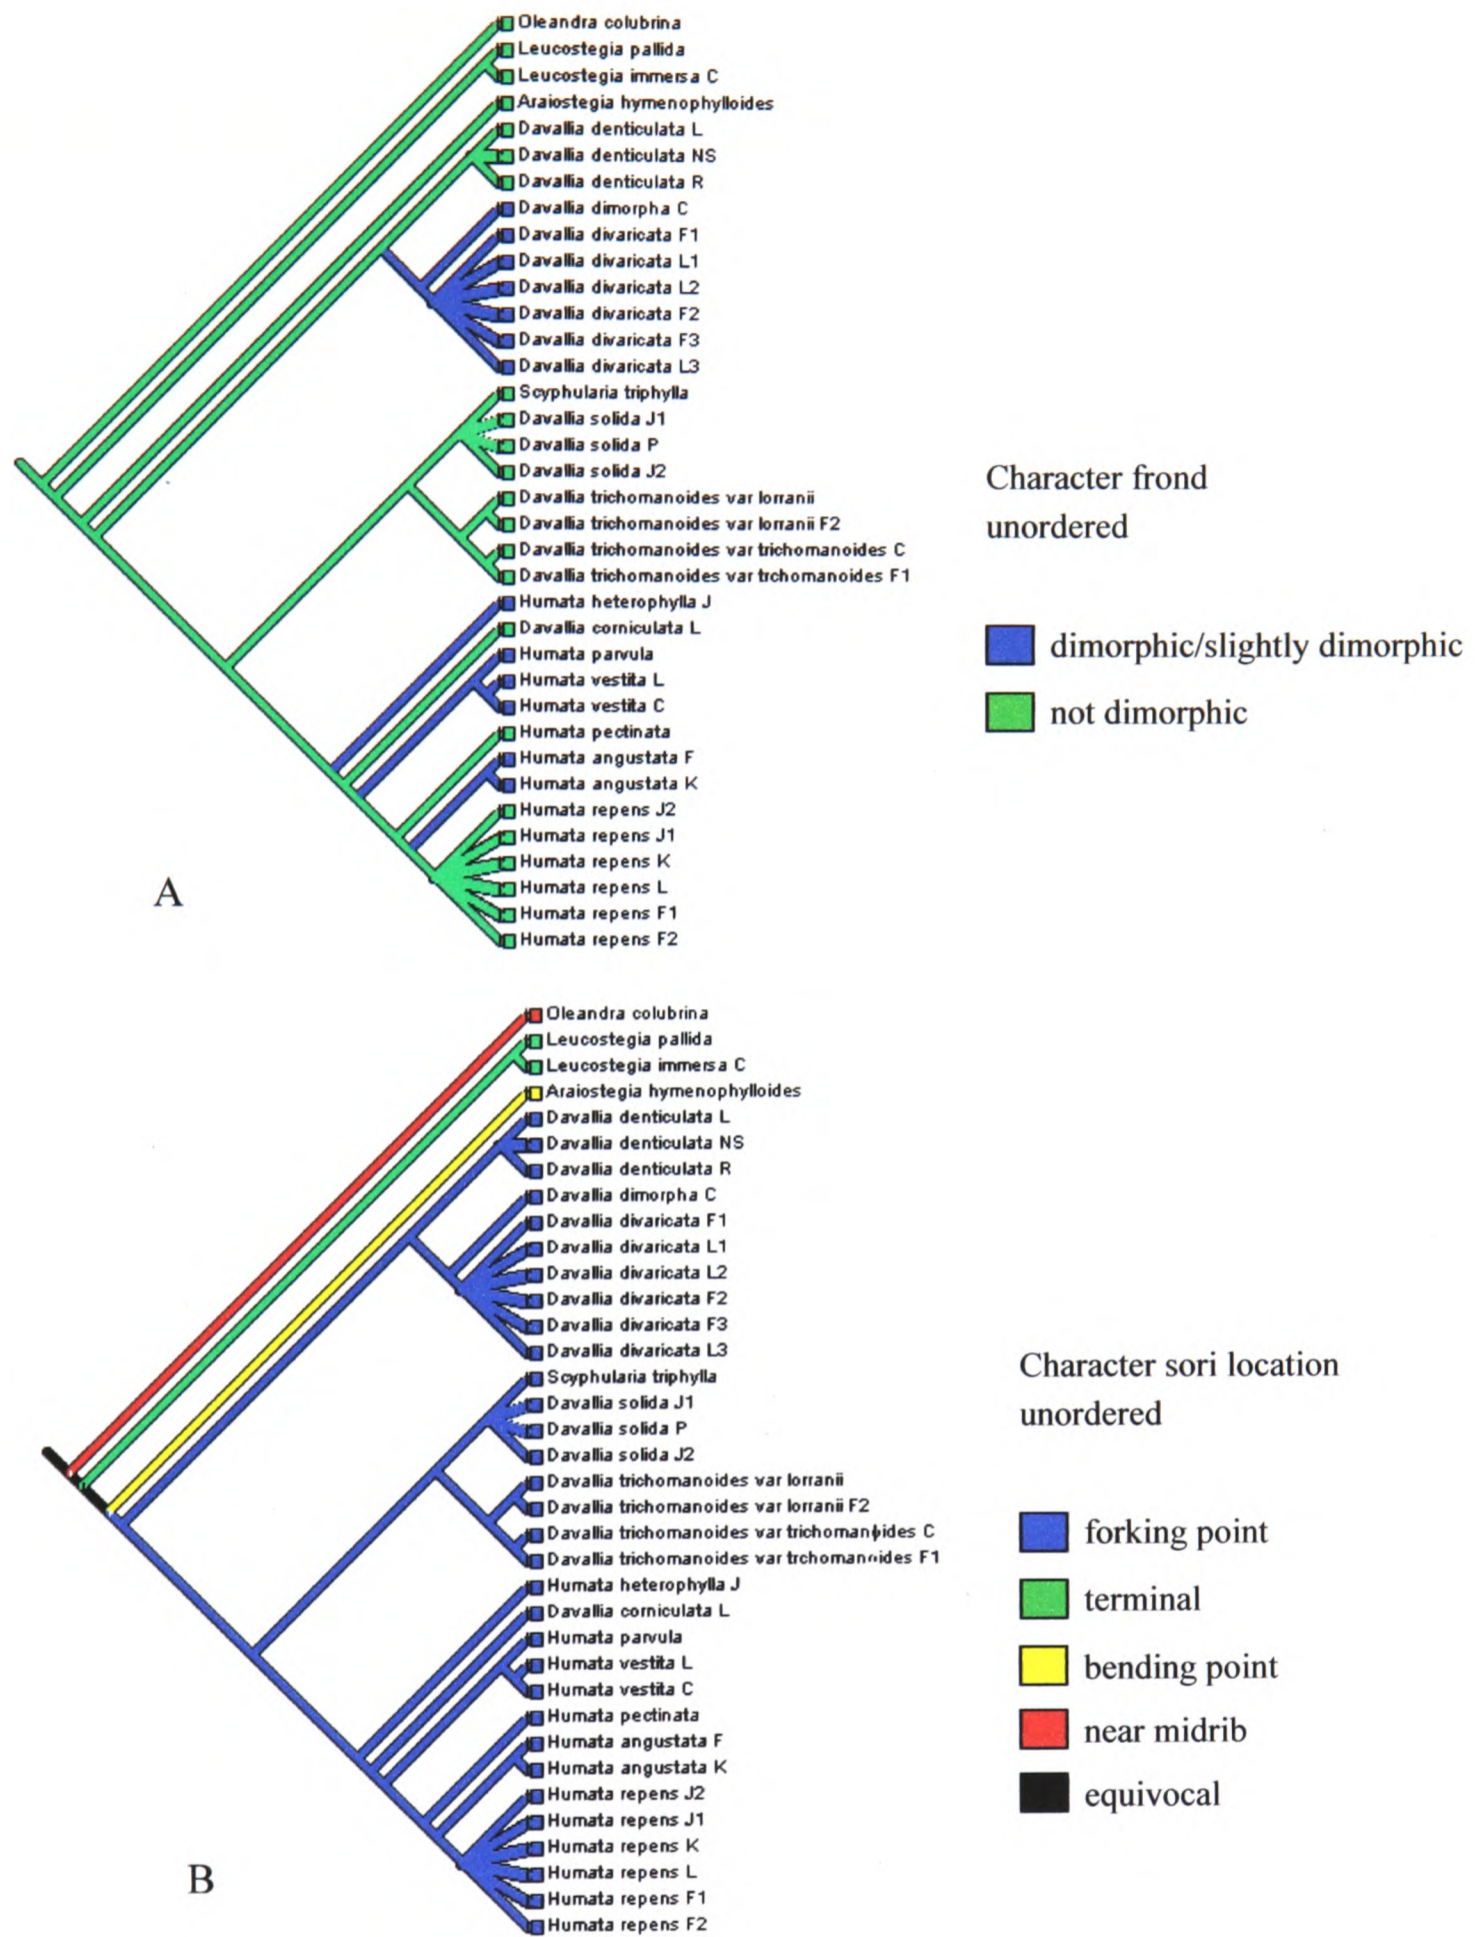 Oleandra colubrina
Leucostegia pallida
Leucostegia immersa C
Araiostegia hymenophylloides
Davallia denticulata L
Davallia denticulata NS
Davallia denticulata R
Davallia dimorpha C
Davallia divaricata F1
Davallia divaricata L1
Davallia divaricata L2
Davallia divaricata F2
Davallia divaricata F3
Davallia divaricata L3
Scyphularia triphylla
Davallia solida J1
Davallia solida P
Davallia solida J2
Davallia trichomanoides var lorranii
Davallia trichomanoides var lorranii F2
Davallia trichomanoides var trichomanoides C
Davallia trichomanoides var trchomanoides F1
Humata heterophylla J
Davallia corniculata L
Humata parvula
Humata vestita L
Humata vestita C
Humata pectinata
Humata angustata F
Humata angustata K
Humata repens J2
Humata repens J1
Humata repens K
Humata repens L
Humata repens F1
Humata repens F2
Character frond
unordered
dimorphic/slightly dimorphic
not dimorphic
A
Oleandra colubrina
Leucostegia pallida
Leucostegia immersa C
Araiostegia hymenophylloides
Davallia denticulata L
Davallia denticulata NS
Davallia denticulata R
Davallia dimorpha C
Davallia divaricata F1
Davallia divaricata L1
Davallia divaricata L2
Davallia divaricata F2
Davallia divaricata F3
Davallia divaricata L3
Scyphularia triphylla
Davallia solida J1
Davallia solida P
Davallia solida J2
Davallia trichomanoides var lorranii
Davallia trichomanoides var lorranii F2
Davallia trichomanoides var trichomanoides C
Davallia trichomanoides var trchomanoides F1
Humata heterophylla J
Davallia corniculata L
Humata parvula
Humata vestita L
Humata vestita C
Humata pectinata
Humata angustata F
Humata angustata K
Humata repens J2
Humata repens J1
Humata repens K
Humata repens L
Humata repens F1
Humata repens F2
Character sori location
unordered
forking point
terminal
bending point
near midrib
equivocal
B